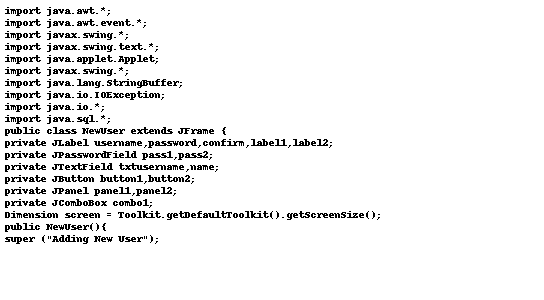 import java.awt.*;
import java.awt.event.*;
import javax.swing.*;
import javax.swing.text.*;
import java.applet.Applet;
import javax.swing.*;
import java.lang.StringBuffer;
import java.io.IOException;
import java.io.*;
import java.sql.*;
public class NewUser extends JFrame {
private JLabel username,password,confirm,label1,label2;
private JPasswordField pass1,pass2;
private JTextField txtusername,name;
private JButton button1,button2;
private JPanel panel1,panel2;
private JComboBox combo1;
Dimension screen = Toolkit.getDefaultToolkit().getScreenSize();
public NewUser(){
super ("Adding New User");